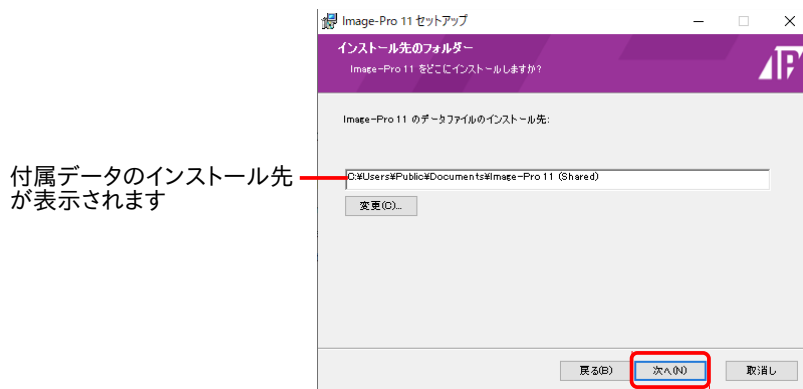 Image-Pro 11 セットアップ
インストール先のフォルダー
Image-Pro 11 をどこにインストールしますか?
IP
Image-Pro 11 のデータファイルのインストール先:
付属データのインストール先
が表示されます
C:¥Users¥Public¥Documents¥Image-Pro 11 (Shared)
変更(C)...
戻る(B)
次へ(N)
取消し